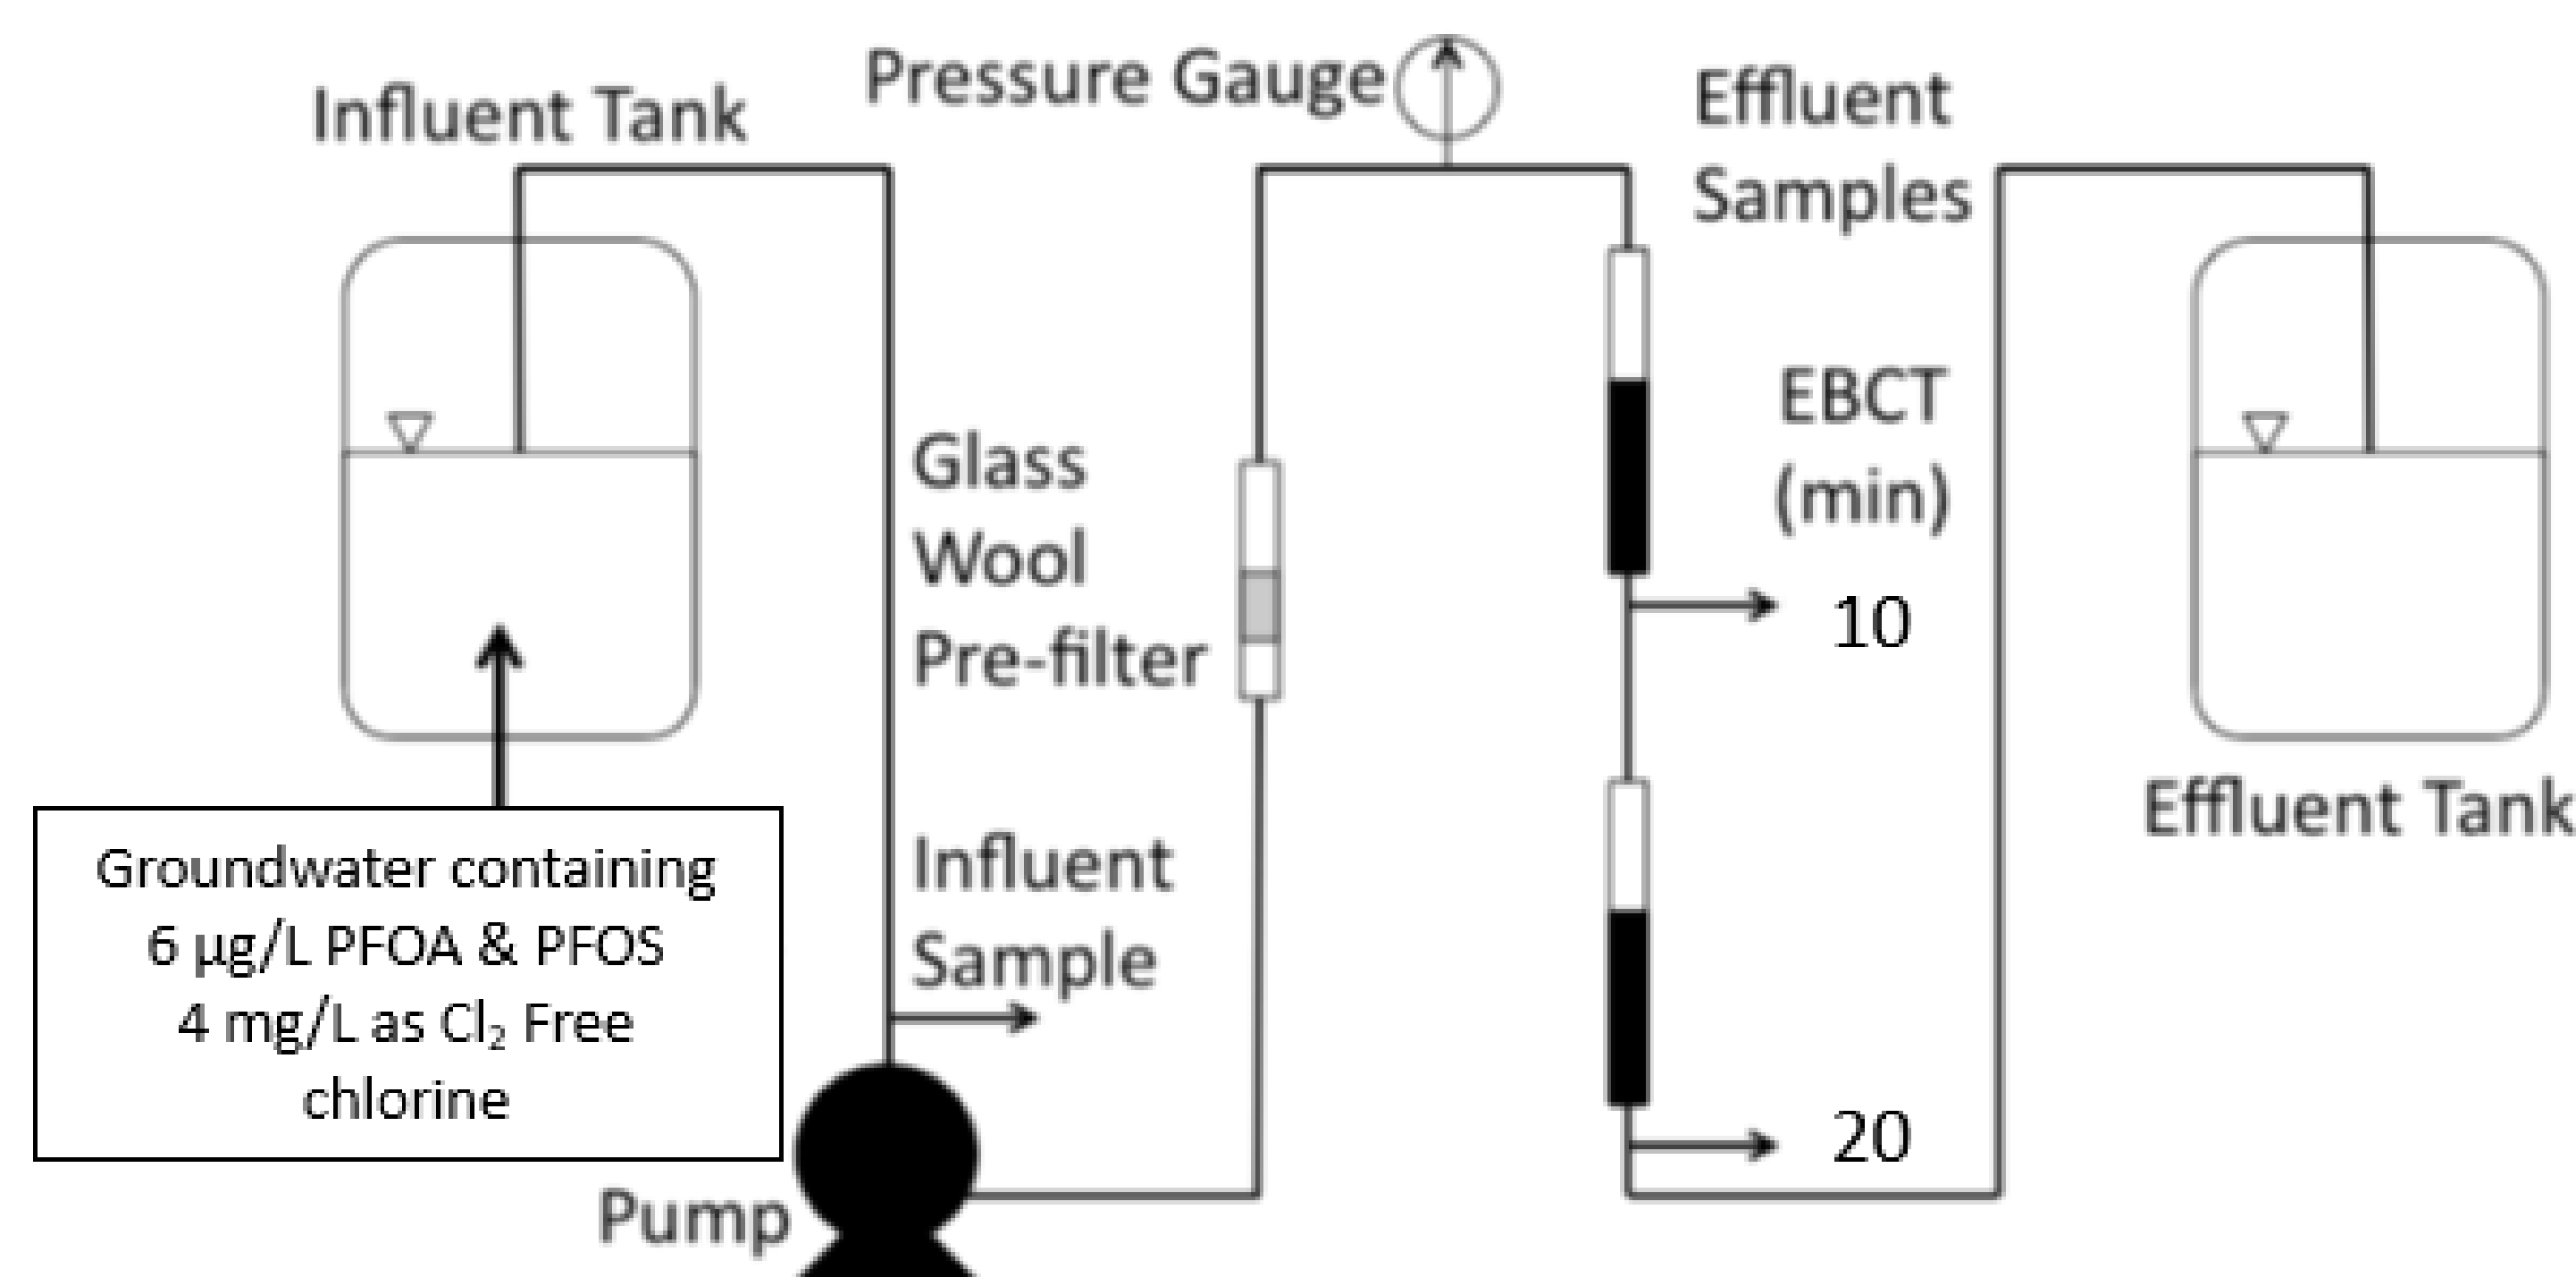 Influent Tank
Pressure Gauge
Effluent
Samples
Glass
Wool
Pre-filter
EBCT
(min)
10
Influent
Sample
20
Effluent Tank
Groundwater containing
6 µg/L PFOA & PFOS
4 mg/L as Cl₂ Free
chlorine
Pump